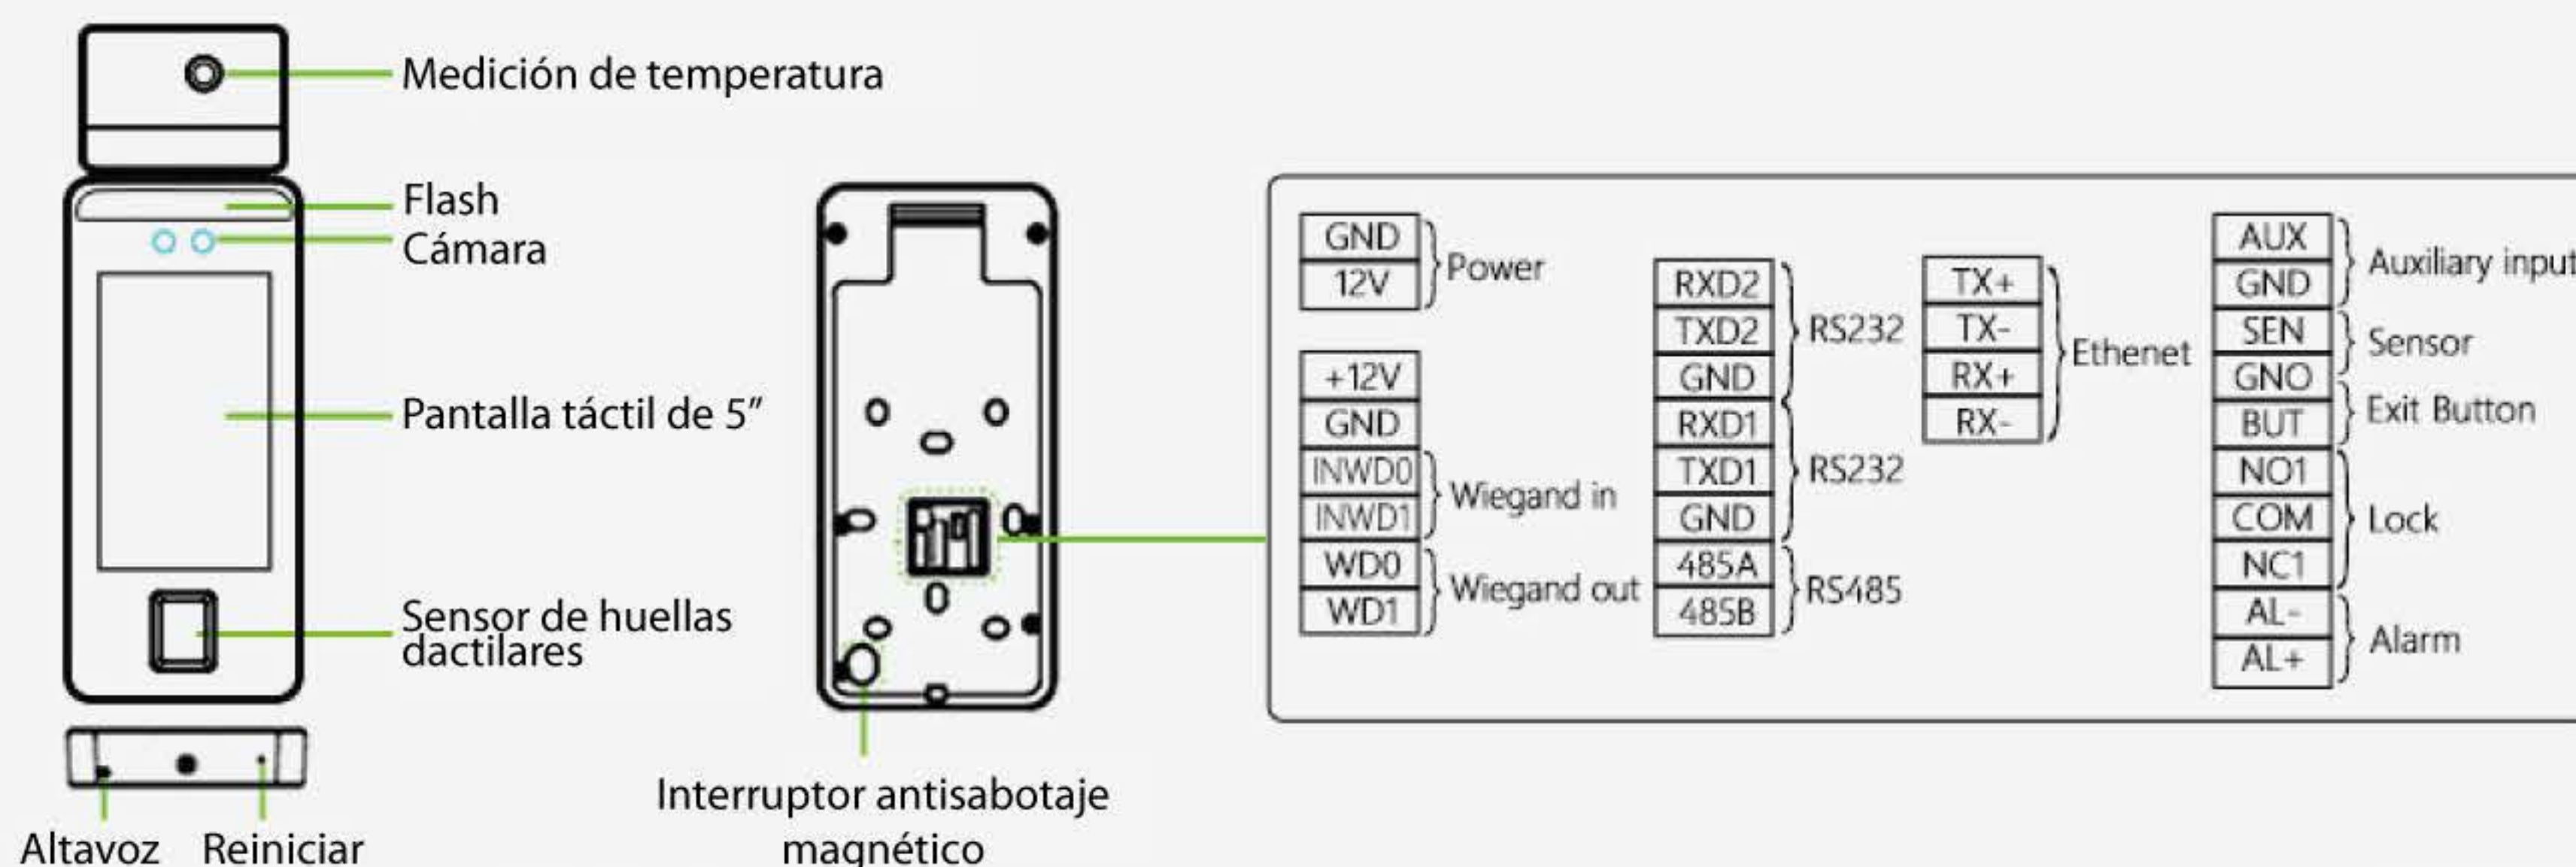 Medición de temperatura
Flash
Cámara
Pantalla táctil de 5”
Sensor de huellas
dactilares
Altavoz
Reiniciar
Interruptor antisabotaje
magnético
GND
12V
Power
+12V
GND
INWD0
INWD1
Wiegand in
WD0
WD1
Wiegand out
RXD2
TXD2
GND
RS232
RXD1
TXD1
GND
RS232
485A
485B
RS485
TX+
TX-
RX+
RX-
Ethenet
AUX
GND
Auxiliary input
SEN
Sensor
GNO
BUT
Exit Button
NO1
COM
NC1
Lock
AL-
AL+
Alarm